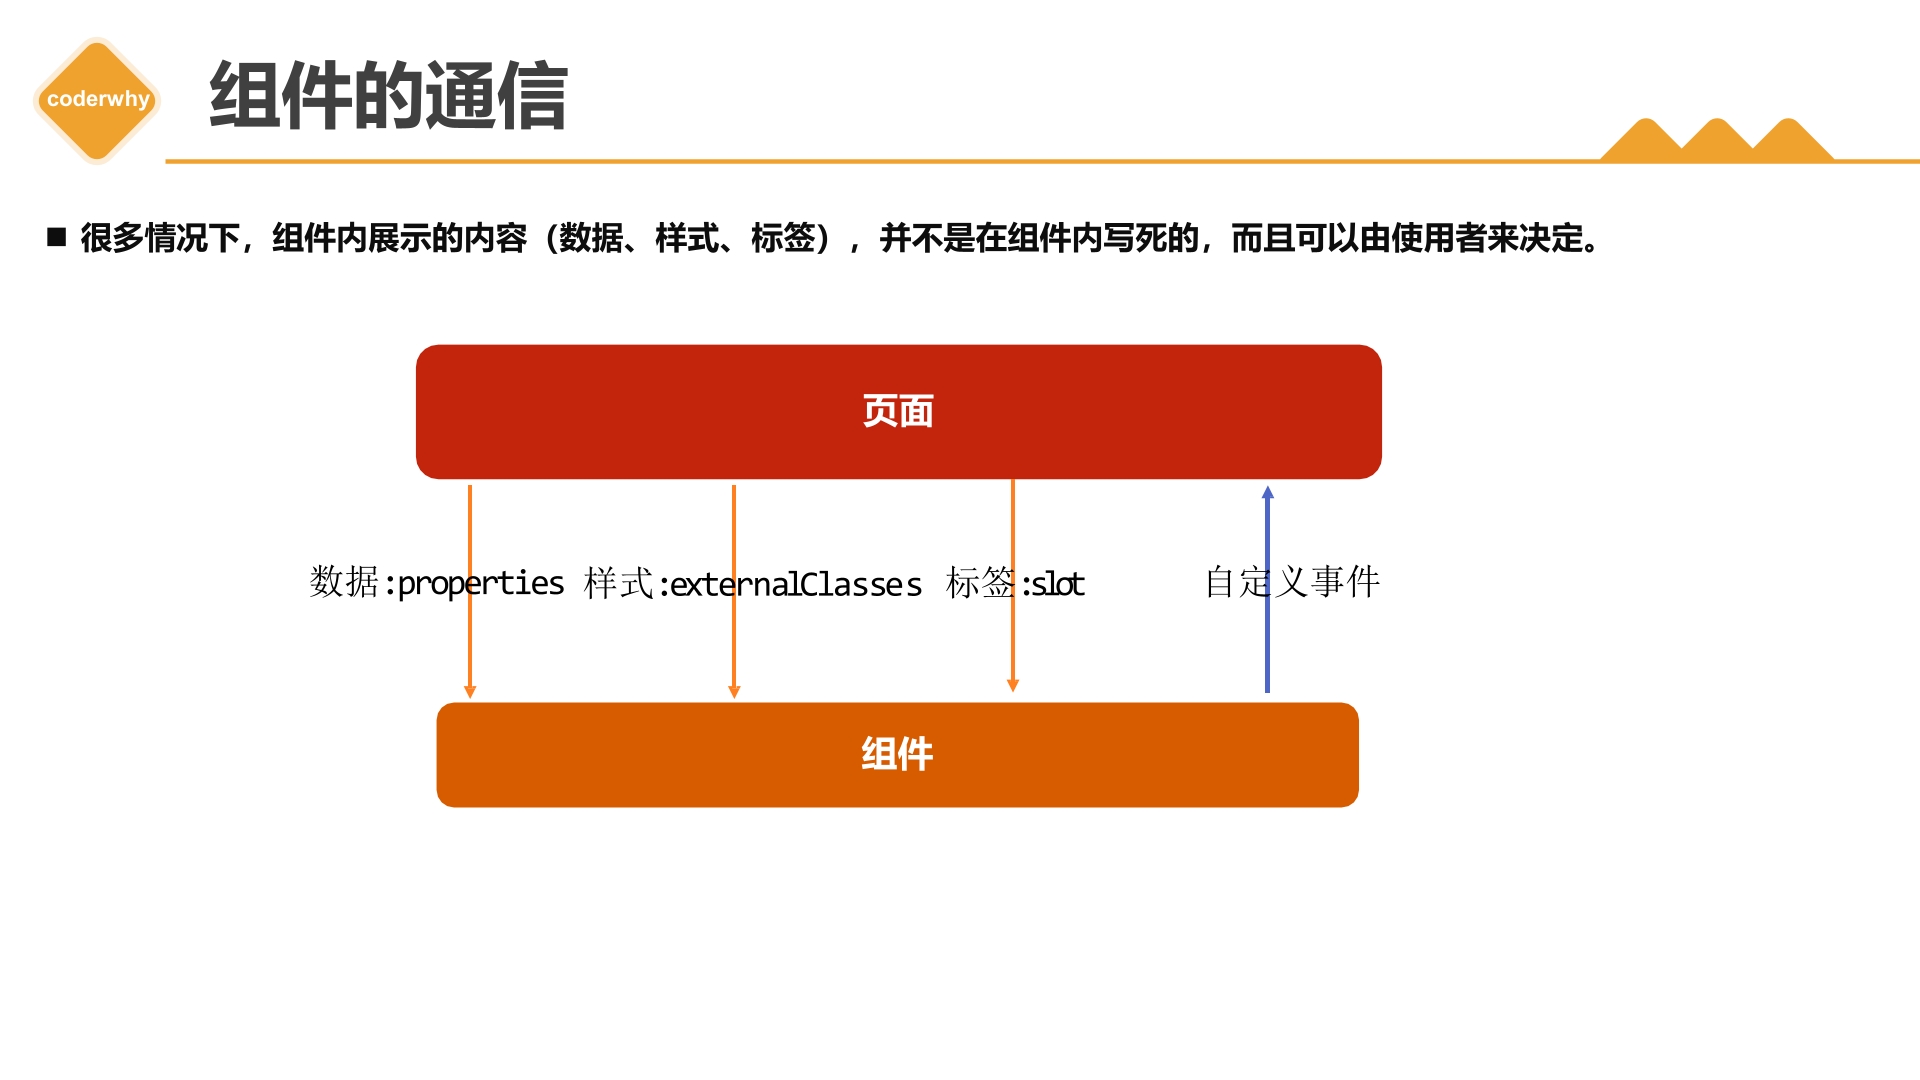 coderwhy
组件的通信
■ 很多情况下，组件内展示的内容（数据、样式、标签），并不是在组件内写死的，而且可以由使用者来决定。
页面
数据:properties 样式:externalClasses 标签:slot 自定义事件
组件